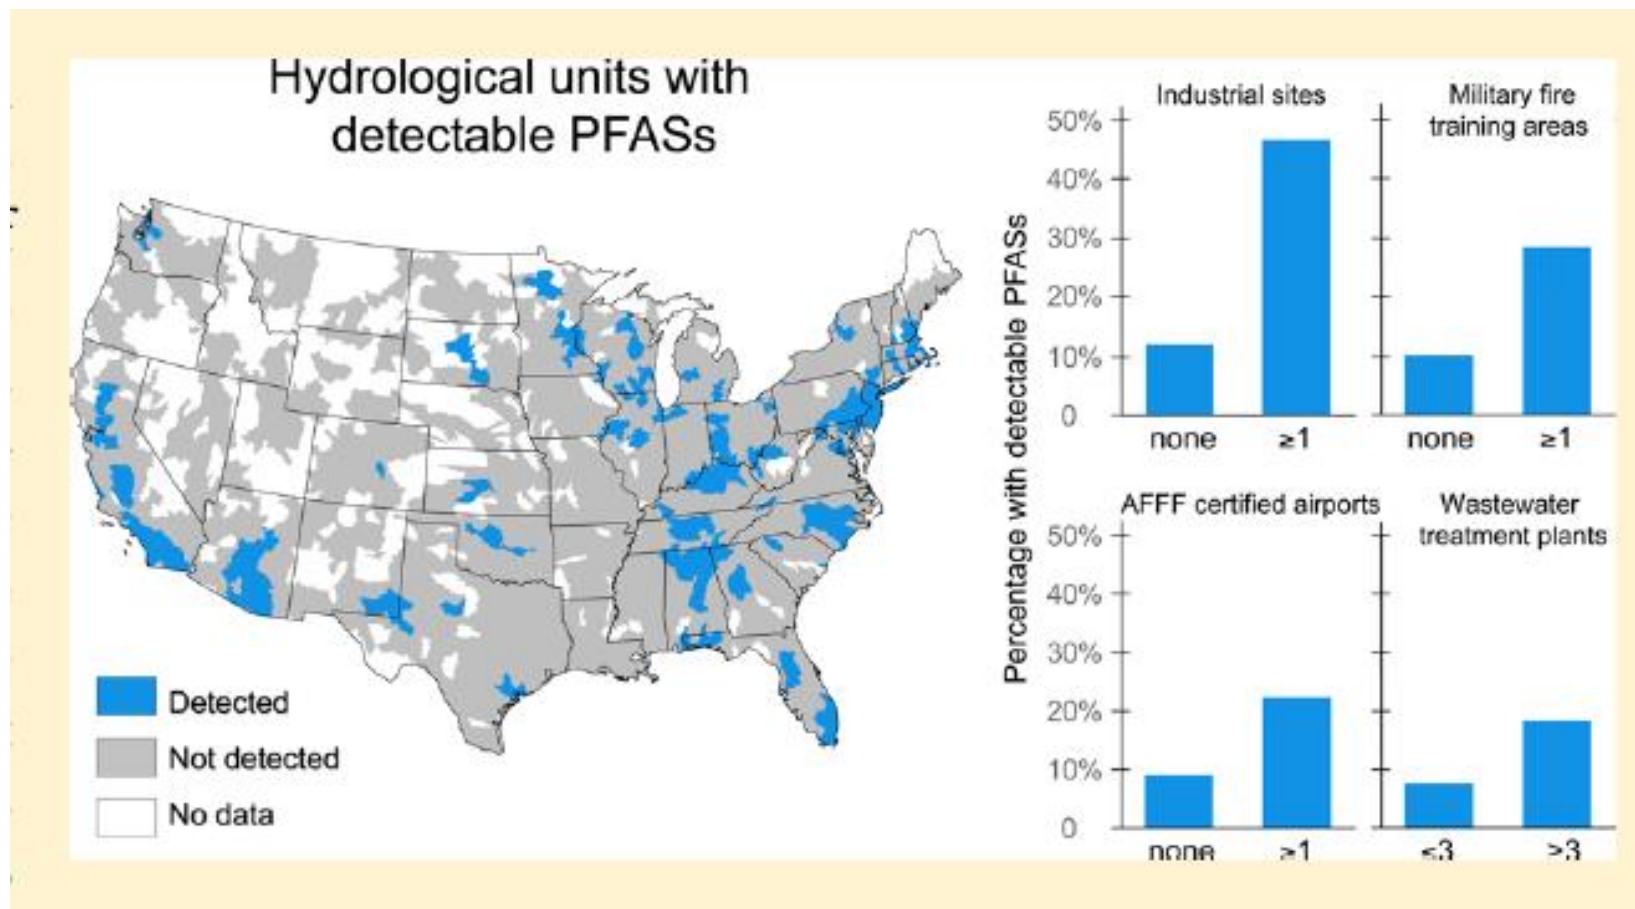 Hydrological units with
detectable PFASs
Detected
Not detected
No data
Percentage with detectable PFASs
Industrial sites
50%
40%
30%
20%
10%
0
none
≥1
Military fire
training areas
none
≥1
AFFF certified airports
50%
40%
30%
20%
10%
0
none
≥1
Wastewater
treatment plants
≤3
>3